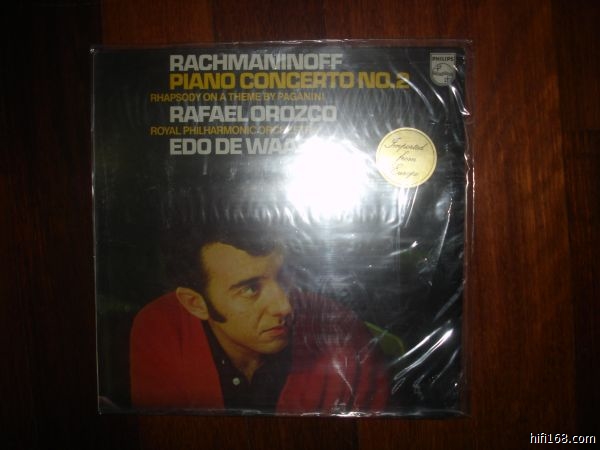 RACHMANINOFF
PIANO CONCERTO NO.2
RHAPSODY ON A THEME BY PAGANINI
RAFAEL OROZCO
ROYAL PHILHARMONIC
EDO DE WAA
PHILIPS
Imported
from
Europe
hifi168.com